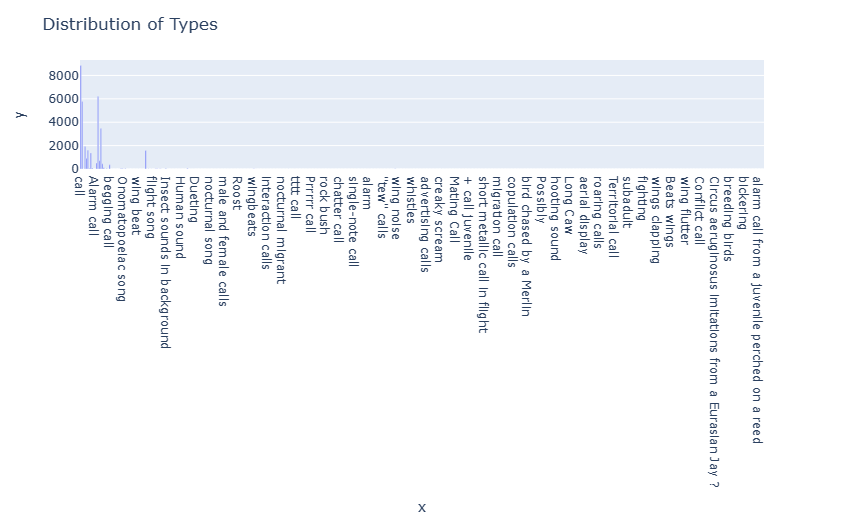 Distribution of Types
8000
6000
4000
2000
0
y
call
Alarm call
begging call
Onomatopoeiac song
wing beat
flight song
Insect sounds in background
Human sound
Dueting
nocturnal song
male and female calls
Roost
wingbeats
interaction calls
nocturnal migrant
tttt call
Prrrrr call
rock bush
chatter call
single-note call
alarm
"tew" calls
wing noise
whistles
advertising calls
creaky scream
Mating Call
+ call juvenile
short metallic call in flight
migration call
copulation calls
bird chased by a Merlin
Possibly
hooting sound
Long Caw
aerial display
roaring calls
Territorial call
subadult
fighting
wings clapping
Beats wings
wing flutter
Conflict call
Circus aeruginosus imitations from a Eurasian Jay ?
breeding birds
bickering
alarm call from a juvenile perched on a reed
x